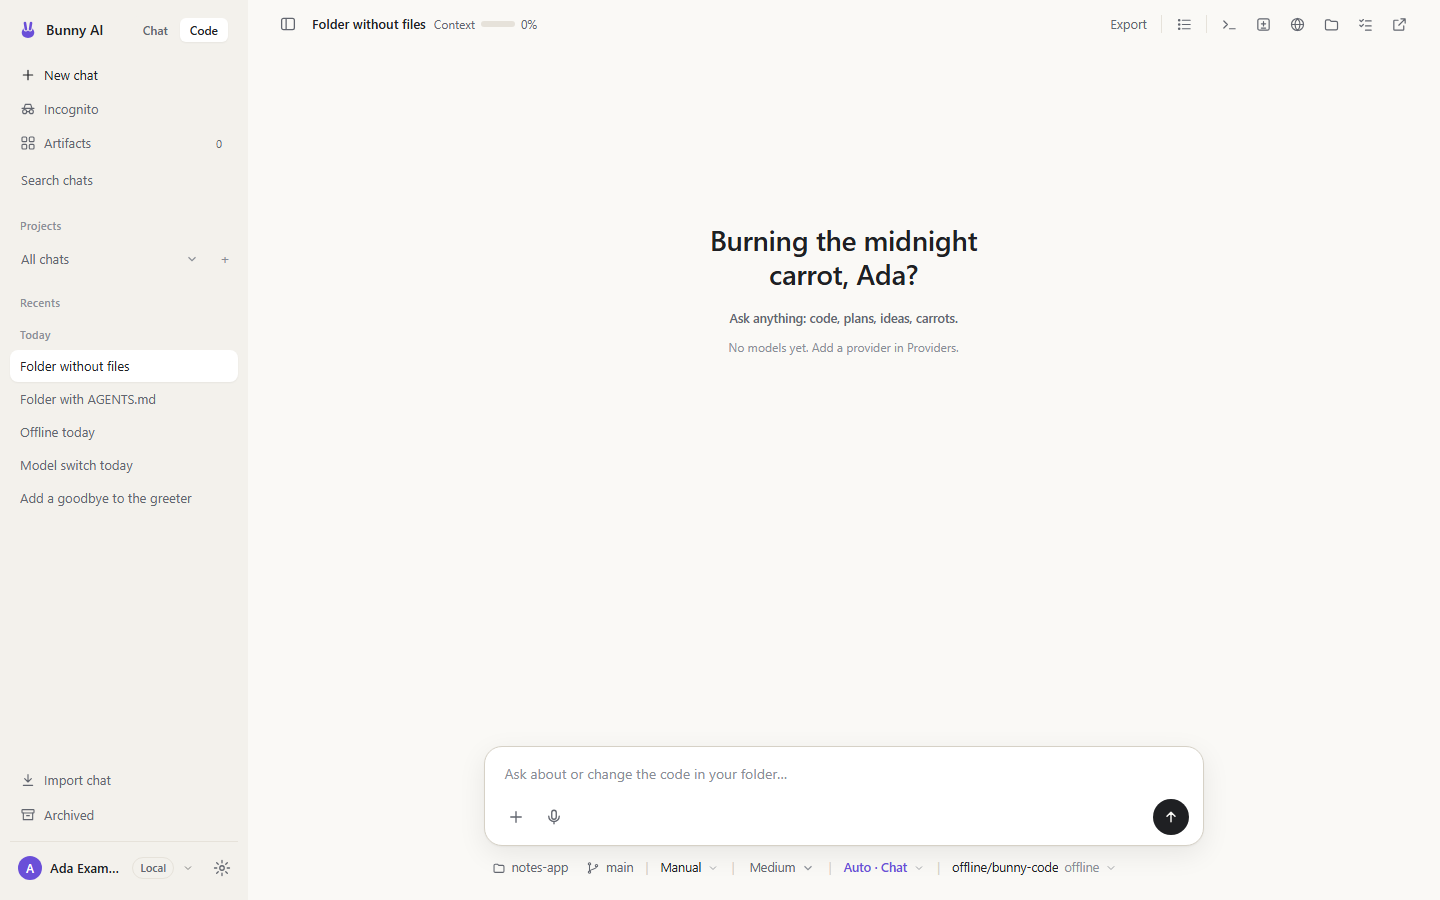 Bunny AI
Chat
Code
New chat
Incognito
Artifacts 0
Search chats
Projects
All chats +
Recents
Today
Folder without files
Folder with AGENTS.md
Offline today
Model switch today
Add a goodbye to the greeter
Import chat
Archived
A Ada Exam... Local
Folder without files Context 0%
Export
Burning the midnight
carrot, Ada?
Ask anything: code, plans, ideas, carrots.
No models yet. Add a provider in Providers.
Ask about or change the code in your folder...
notes-app main | Manual | Medium | Auto · Chat | offline/bunny-code offline